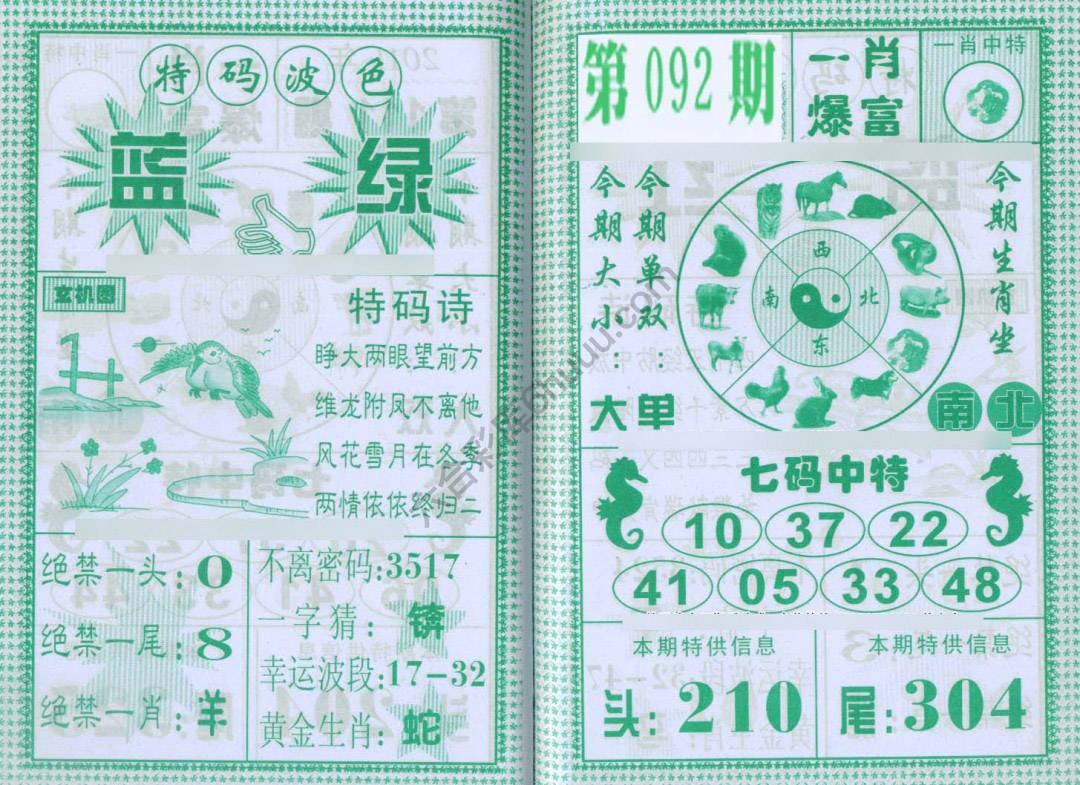 特码波色
蓝 绿
玄机图
特码诗
睁大两眼望前方
维龙附凤不离他
风花雪月在冬季
两情依依终归二
绝禁一头:0
绝禁一尾:8
绝禁一肖:羊
不离密码:3517
一字猜:锛
幸运波段:17-32
黄金生肖:蛇
第092期
一肖
爆富
一肖中特
今期大小:大
今期单双:单
西
南 北
东
今期生肖坐
南北
七码中特
10 37 22
41 05 33 48
本期特供信息
头:210
本期特供信息
尾:304